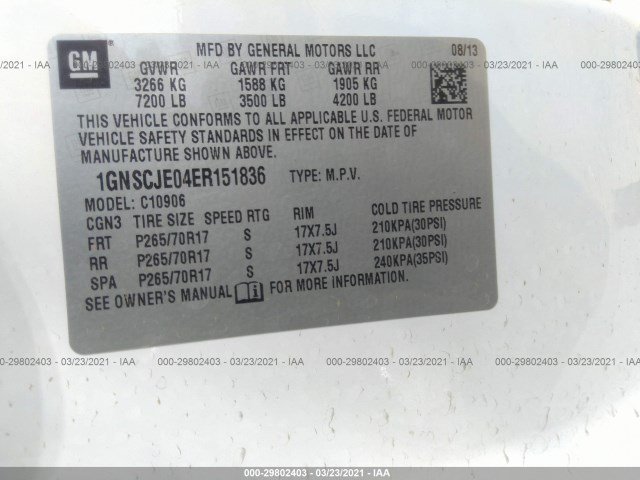 GM
MFD BY GENERAL MOTORS LLC 08/13
GVWR GAWR FRT GAWR RR
3266 KG 1588 KG 1905 KG
7200 LB 3500 LB 4200 LB
THIS VEHICLE CONFORMS TO ALL APPLICABLE U.S. FEDERAL MOTOR
VEHICLE SAFETY STANDARDS IN EFFECT ON THE DATE OF
MANUFACTURE SHOWN ABOVE.
1GNSCJE04ER151836 TYPE: M.P.V.
MODEL: C10906
CGN3 TIRE SIZE SPEED RTG RIM COLD TIRE PRESSURE
FRT P265/70R17 S 17X7.5J 210KPA(30PSI)
RR P265/70R17 S 17X7.5J 210KPA(30PSI)
SPA P265/70R17 S 17X7.5J 240KPA(35PSI)
SEE OWNER'S MANUAL FOR MORE INFORMATION.
000-29802403 - 03/23/2021 - IAA